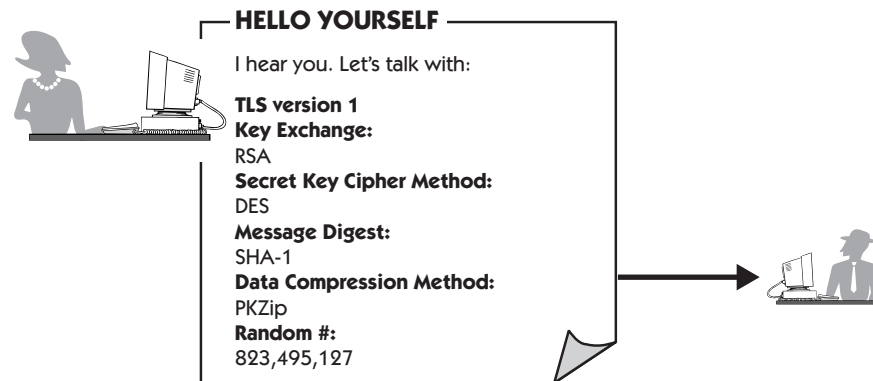 HELLO YOURSELF
I hear you. Let's talk with:
TLS version 1
Key Exchange:
RSA
Secret Key Cipher Method:
DES
Message Digest:
SHA-1
Data Compression Method:
PKZip
Random #:
823,495,127